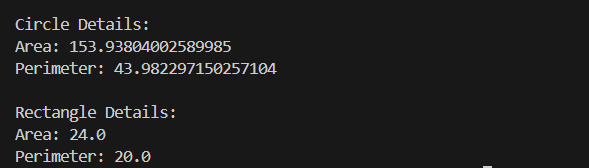 Circle Details:
Area: 153.93804002589985
Perimeter: 43.982297150257104
Rectangle Details:
Area: 24.0
Perimeter: 20.0